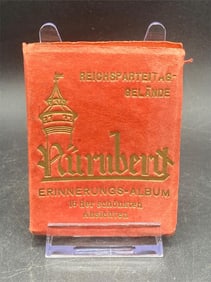 REICHSPARTEITAG-
GELÄNDE
Nürnberg
ERINNERUNGS-ALBUM
16 der schönsten
Ansichten